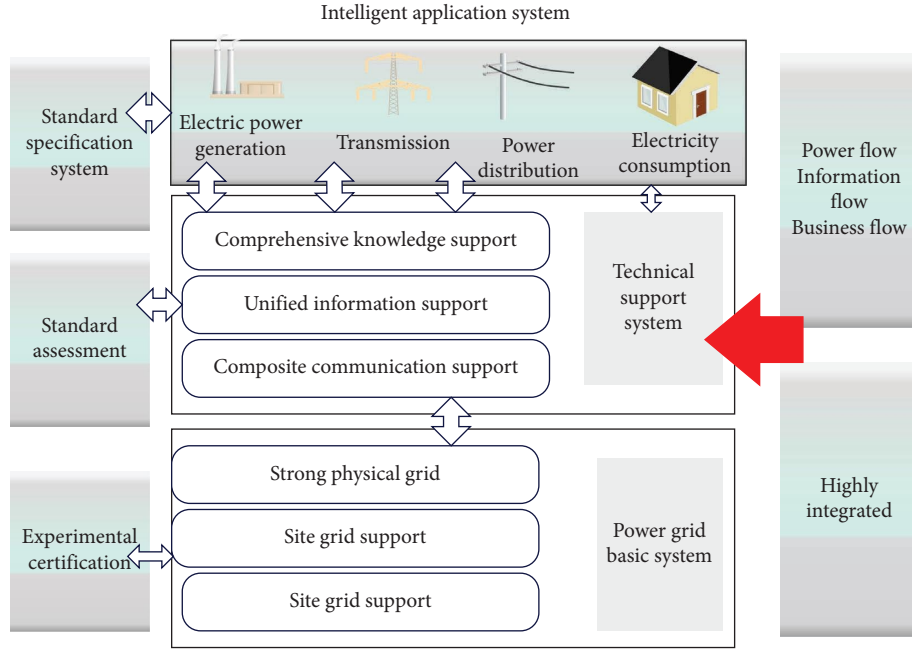 Intelligent application system
Standard
specification
system
Electric power
generation
Transmission
Power
distribution
Electricity
consumption
Power flow
Information
flow
Business flow
Comprehensive knowledge support
Unified information support
Composite communication support
Technical
support
system
Standard
assessment
Strong physical grid
Site grid support
Site grid support
Power grid
basic system
Experimental
certification
Highly
integrated